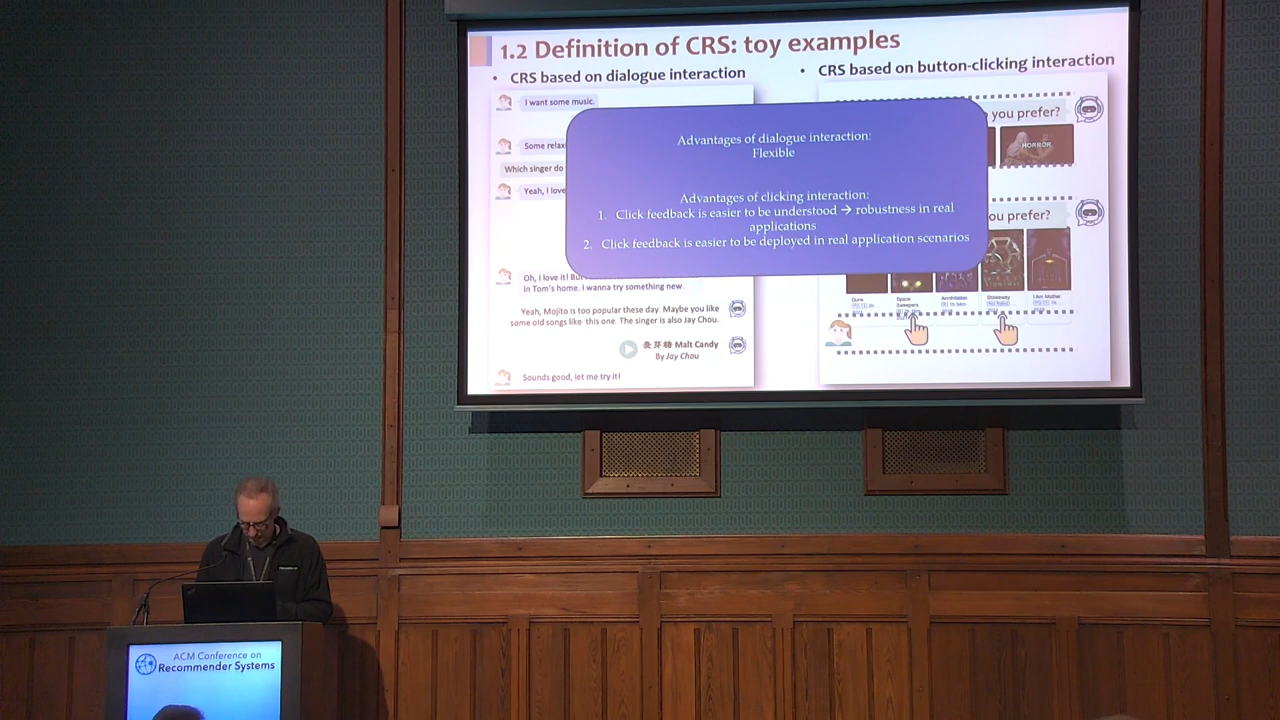 1.2 Definition of CRS: toy examples
• CRS based on dialogue interaction
I want some music.
Some relax
Which singer do
Yeah, I love
Oh, I love it! Bu
in Tom's home. I wanna try something new.
Yeah, Mojito is too popular these day. Maybe you like
some old songs like this one. The singer is also Jay Chou.
麦芽糖 Malt Candy
By Jay Chou
Sounds good, let me try it!
• CRS based on button-clicking interaction
you prefer?
HORROR
ou prefer?
Dune
Space
Sweepers
Annihilation
Stowaway
I Am Mother
Advantages of dialogue interaction:
Flexible
Advantages of clicking interaction:
1. Click feedback is easier to be understood → robustness in real
applications
2. Click feedback is easier to be deployed in real application scenarios
ACM Conference on
Recommender Systems